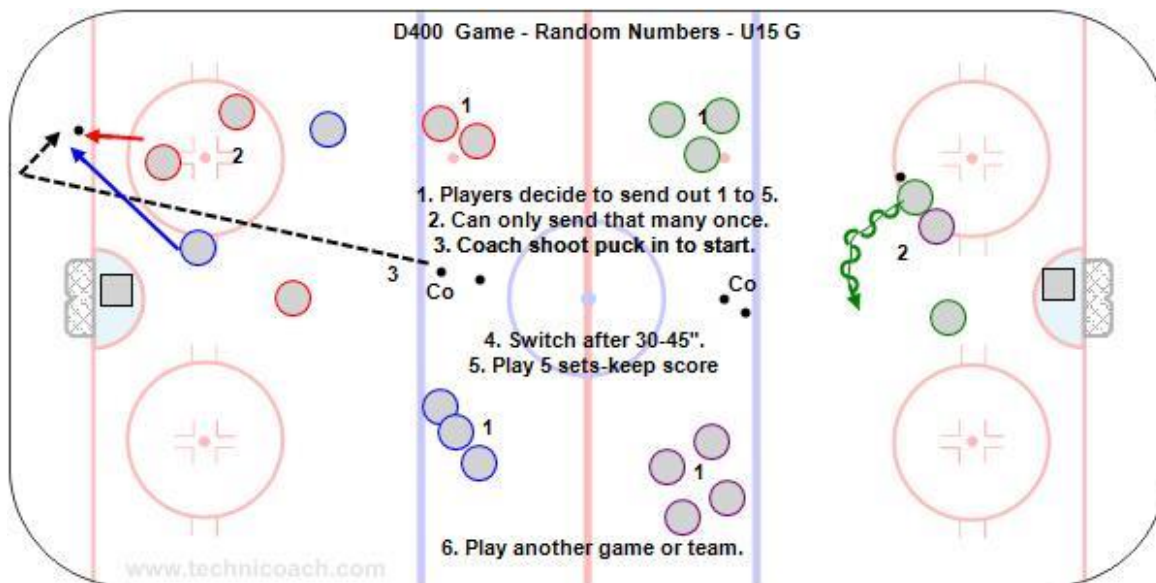 D400 Game - Random Numbers - U15 G
1
1
2
1. Players decide to send out 1 to 5.
2. Can only send that many once.
3. Coach shoot puck in to start.
2
3
Co
Co
4. Switch after 30-45".
5. Play 5 sets-keep score
1
1
6. Play another game or team.
www.technicoach.com